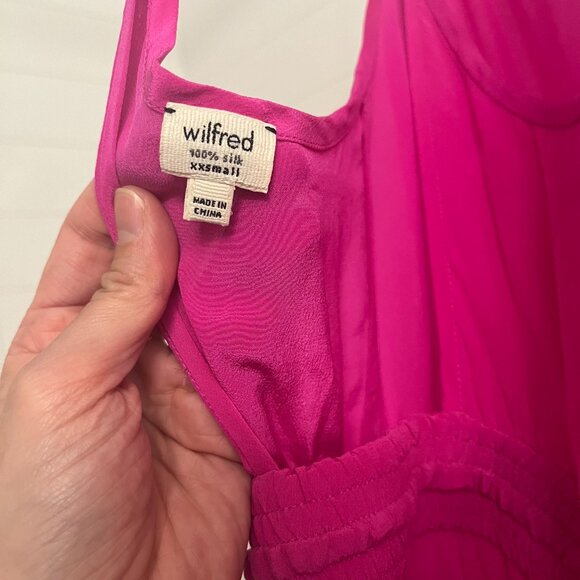 wilfred
100% silk
xxsmall
MADE IN
CHINA